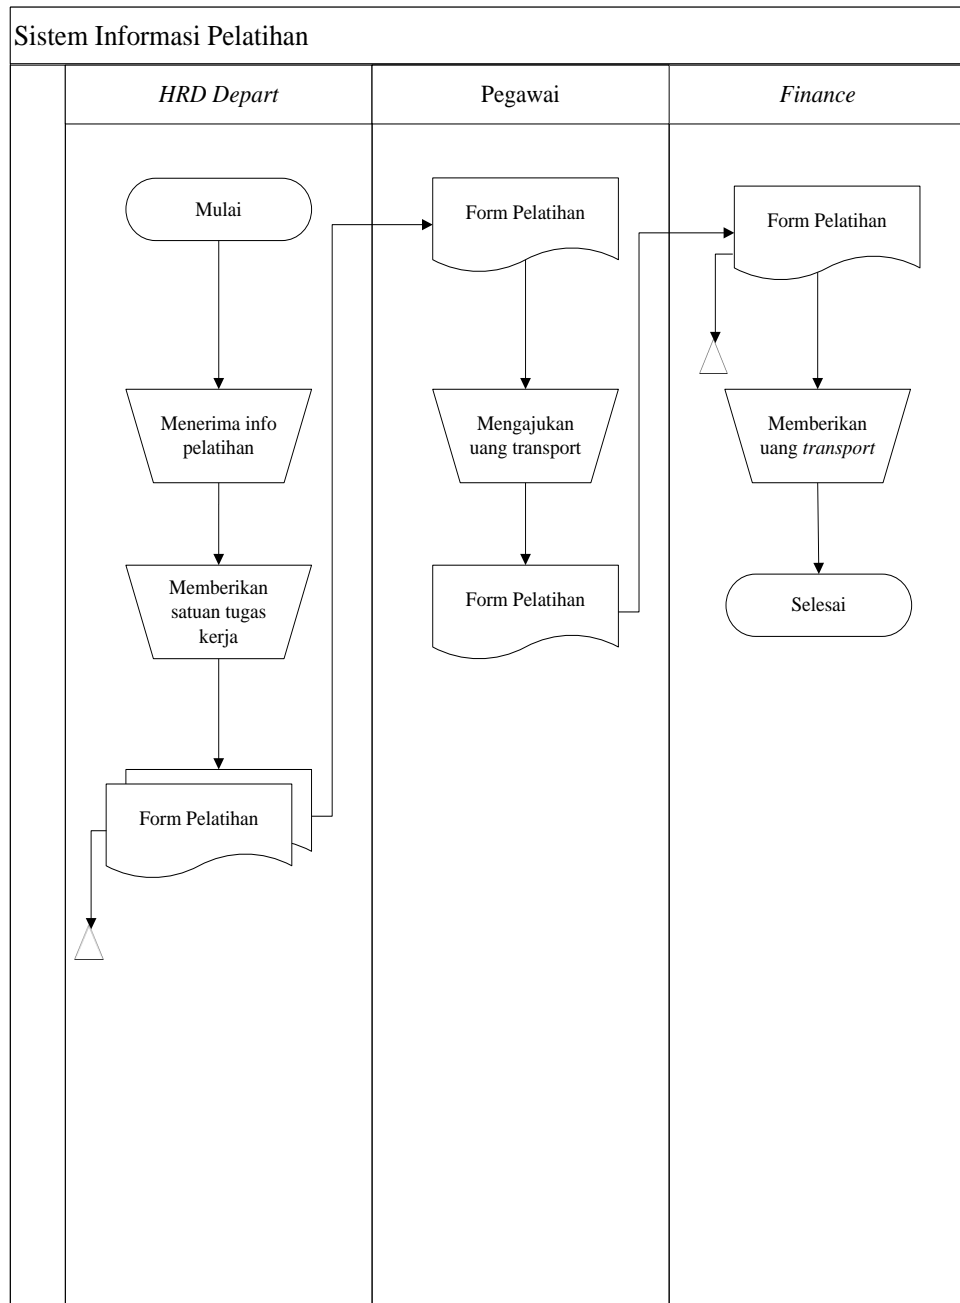 Sistem Informasi Pelatihan
HRD Depart
Pegawai
Finance
Mulai
Menerima info
pelatihan
Memberikan
satuan tugas
kerja
Form Pelatihan
Form Pelatihan
Mengajukan
uang transport
Form Pelatihan
Form Pelatihan
Memberikan
uang transport
Selesai